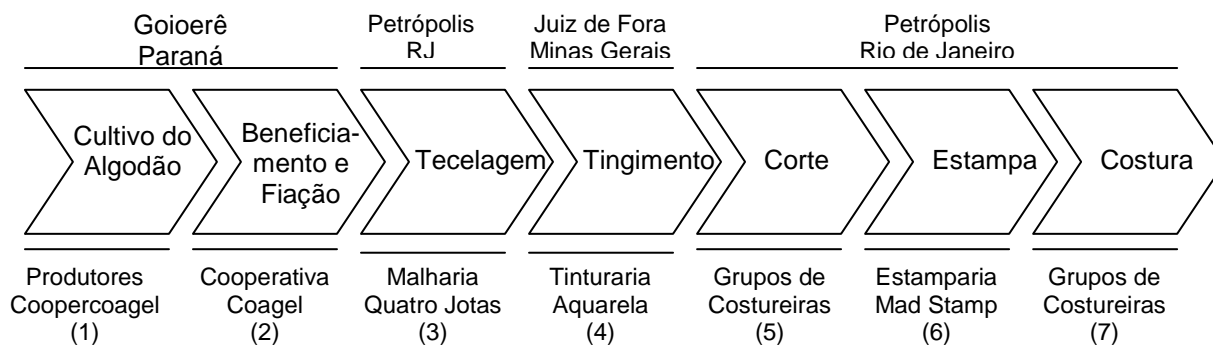 Goioerê
Paraná
Petrópolis
RJ
Juiz de Fora
Minas Gerais
Petrópolis
Rio de Janeiro
Cultivo do
Algodão
Beneficia-
mento e
Fiação
Tecelagem
Tingimento
Corte
Estampa
Costura
Produtores
Coopercoagel
(1)
Cooperativa
Coagel
(2)
Malharia
Quatro Jotas
(3)
Tinturaria
Aquarela
(4)
Grupos de
Costureiras
(5)
Estamparia
Mad Stamp
(6)
Grupos de
Costureiras
(7)